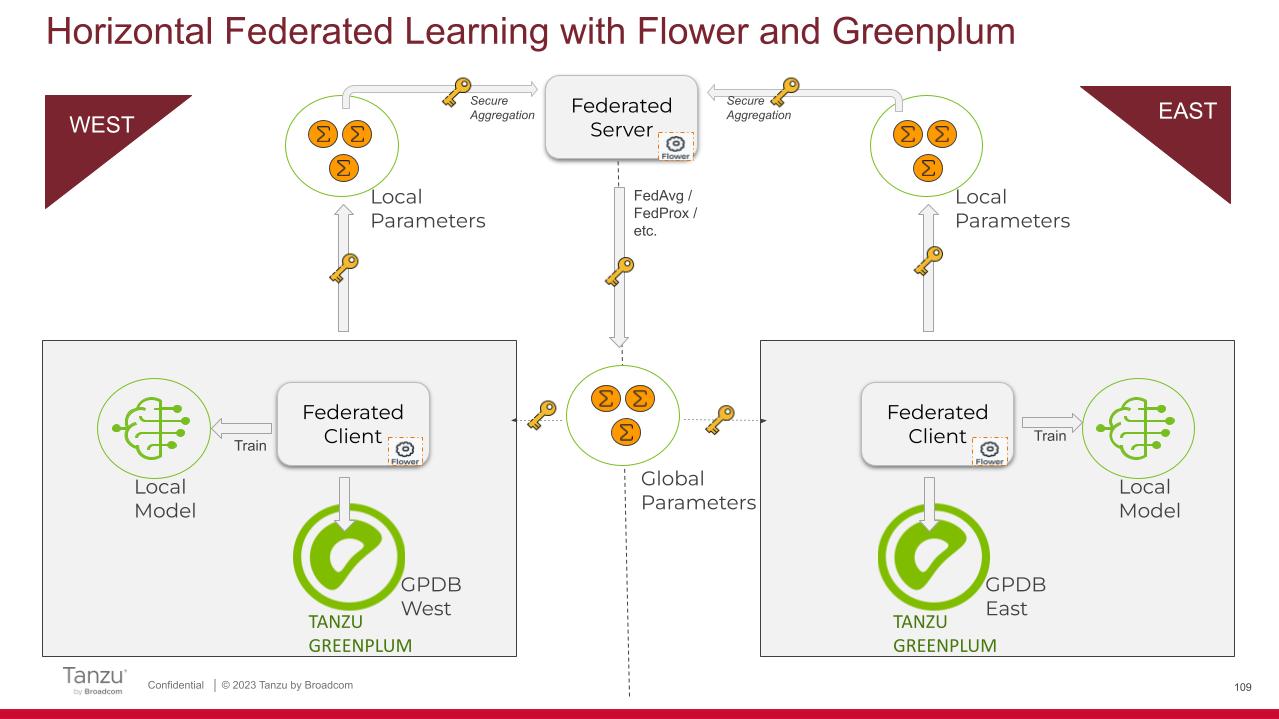 Horizontal Federated Learning with Flower and Greenplum
WEST
Secure
Aggregation
Federated
Server
Flower
Secure
Aggregation
EAST
Σ Σ
Σ
Local
Parameters
FedAvg /
FedProx /
etc.
Σ Σ
Σ
Local
Parameters
Train
Federated
Client
Flower
Local
Model
GPDB
West
TANZU
GREENPLUM
Σ Σ
Σ
Global
Parameters
Federated
Client
Flower
Train
Local
Model
GPDB
East
TANZU
GREENPLUM
Tanzu
by Broadcom
Confidential | © 2023 Tanzu by Broadcom
109